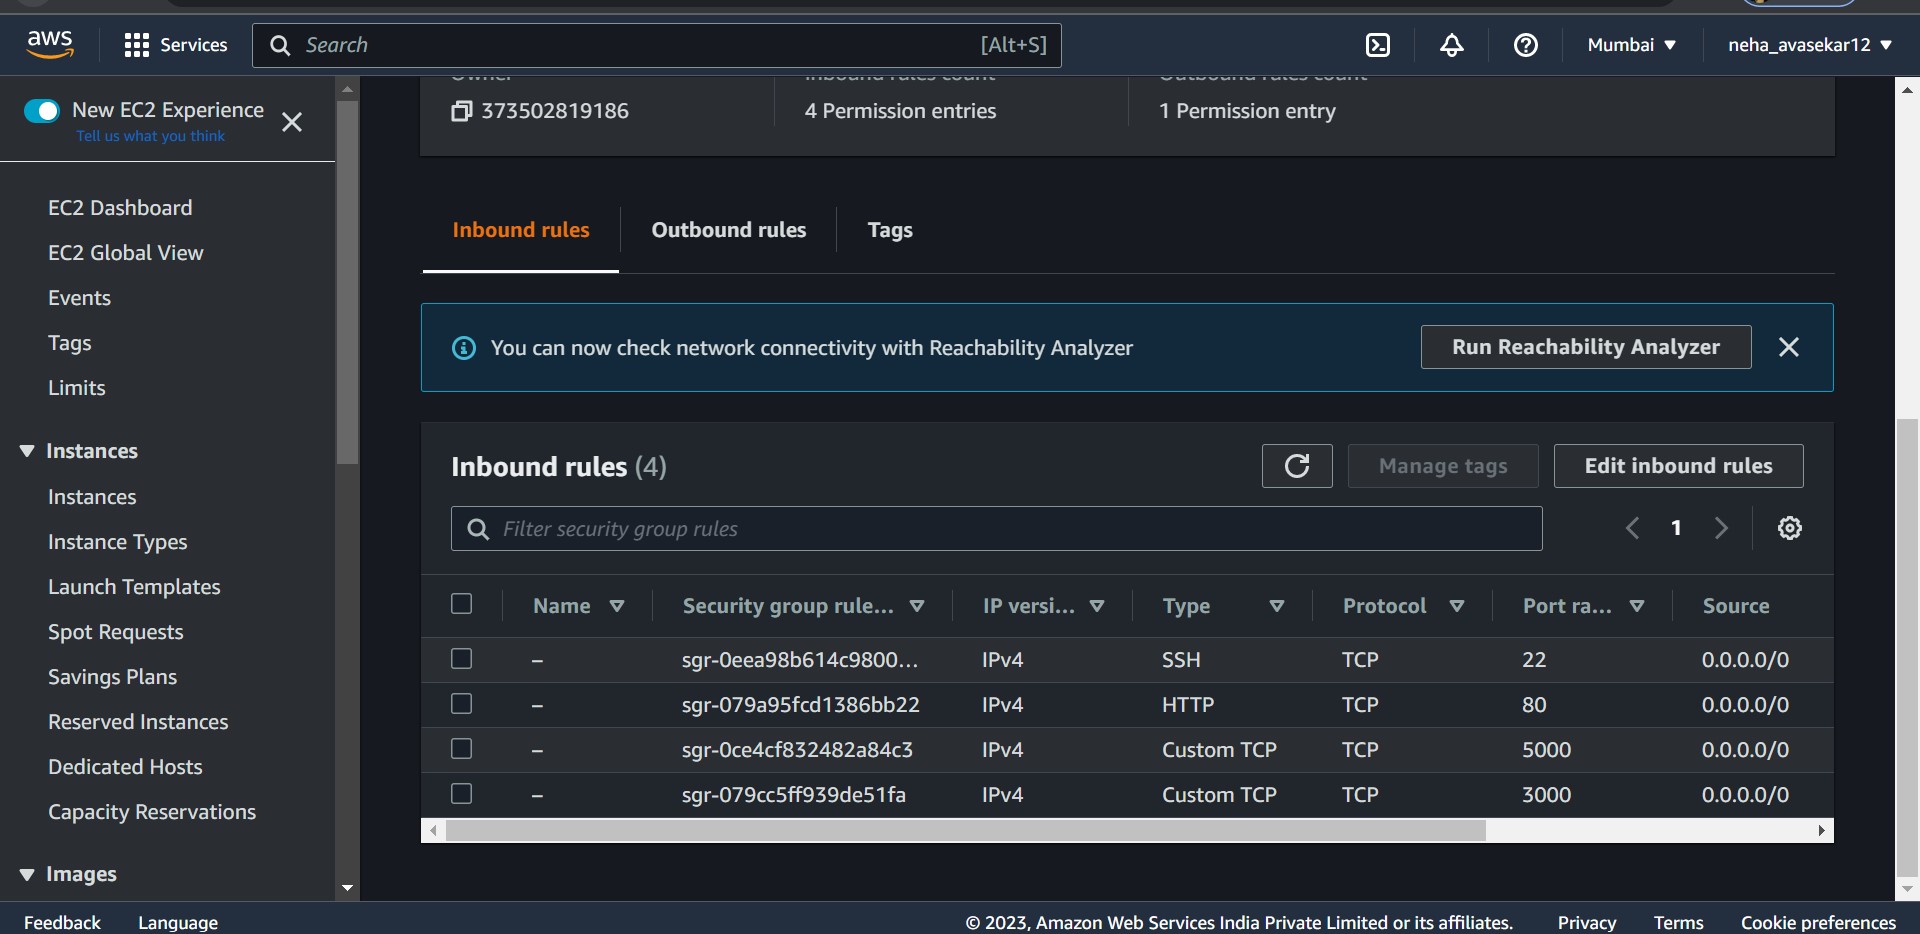 aws
Services
Search
[Alt+S]
Mumbai
neha_avasekar12
New EC2 Experience
Tell us what you think
EC2 Dashboard
EC2 Global View
Events
Tags
Limits
Instances
Instances
Instance Types
Launch Templates
Spot Requests
Savings Plans
Reserved Instances
Dedicated Hosts
Capacity Reservations
Images
Owner Inbound rules count Outbound rules count
373502819186 4 Permission entries 1 Permission entry
Inbound rules Outbound rules Tags
You can now check network connectivity with Reachability Analyzer
Run Reachability Analyzer
Inbound rules (4)
Manage tags
Edit inbound rules
Filter security group rules
1
Name Security group rule... IP versi... Type Protocol Port ra... Source
– sgr-0eea98b614c9800... IPv4 SSH TCP 22 0.0.0.0/0
– sgr-079a95fcd1386bb22 IPv4 HTTP TCP 80 0.0.0.0/0
– sgr-0ce4cf832482a84c3 IPv4 Custom TCP TCP 5000 0.0.0.0/0
– sgr-079cc5ff939de51fa IPv4 Custom TCP TCP 3000 0.0.0.0/0
Feedback Language © 2023, Amazon Web Services India Private Limited or its affiliates. Privacy Terms Cookie preferences